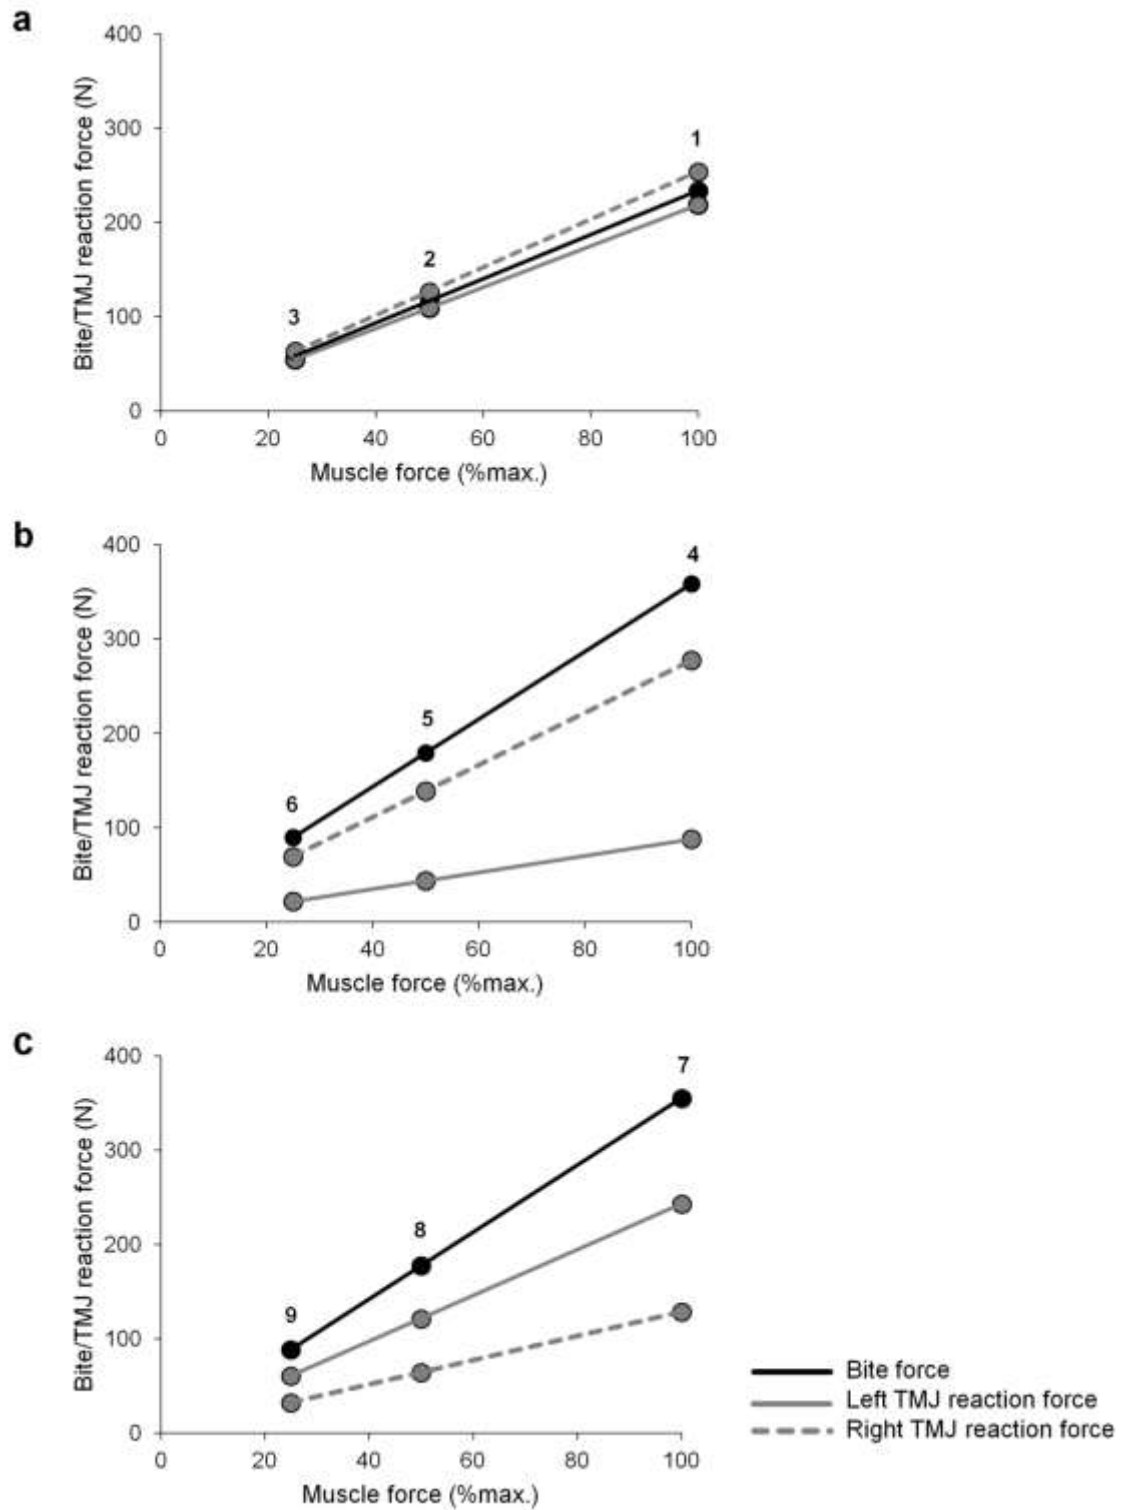 a
Bite/TMJ reaction force (N)
400
300
200
100
0
1
2
3
0 20 40 60 80 100
Muscle force (%max.)
b
Bite/TMJ reaction force (N)
400
300
200
100
0
4
5
6
0 20 40 60 80 100
Muscle force (%max.)
c
Bite/TMJ reaction force (N)
400
300
200
100
0
7
8
9
0 20 40 60 80 100
Muscle force (%max.)
Bite force
Left TMJ reaction force
Right TMJ reaction force